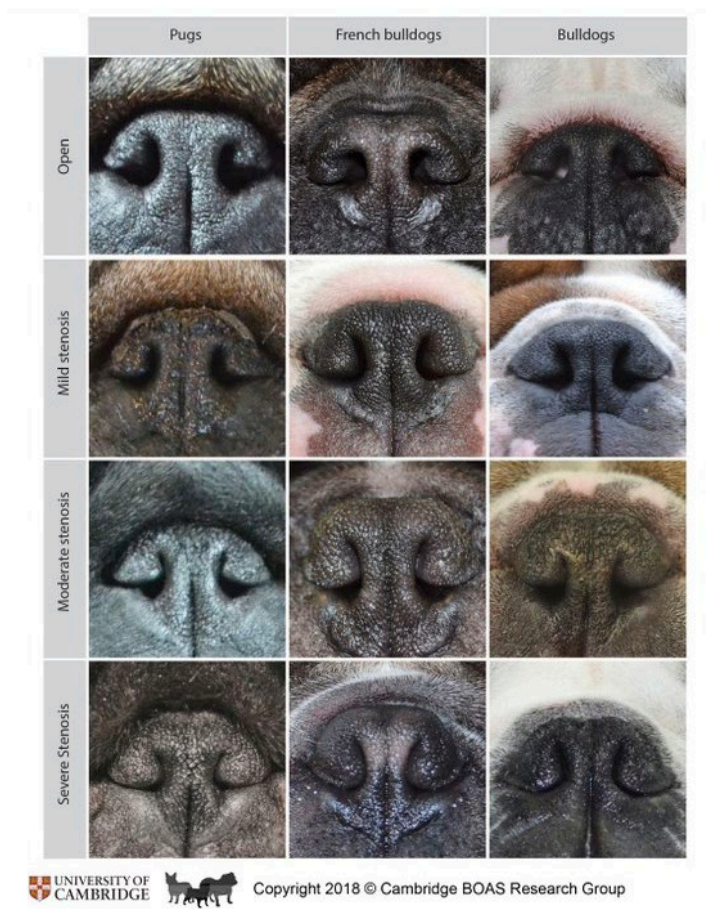 Pugs
French bulldogs
Bulldogs
Open
Mild stenosis
Moderate stenosis
Severe Stenosis
UNIVERSITY OF
CAMBRIDGE
Copyright 2018 © Cambridge BOAS Research Group